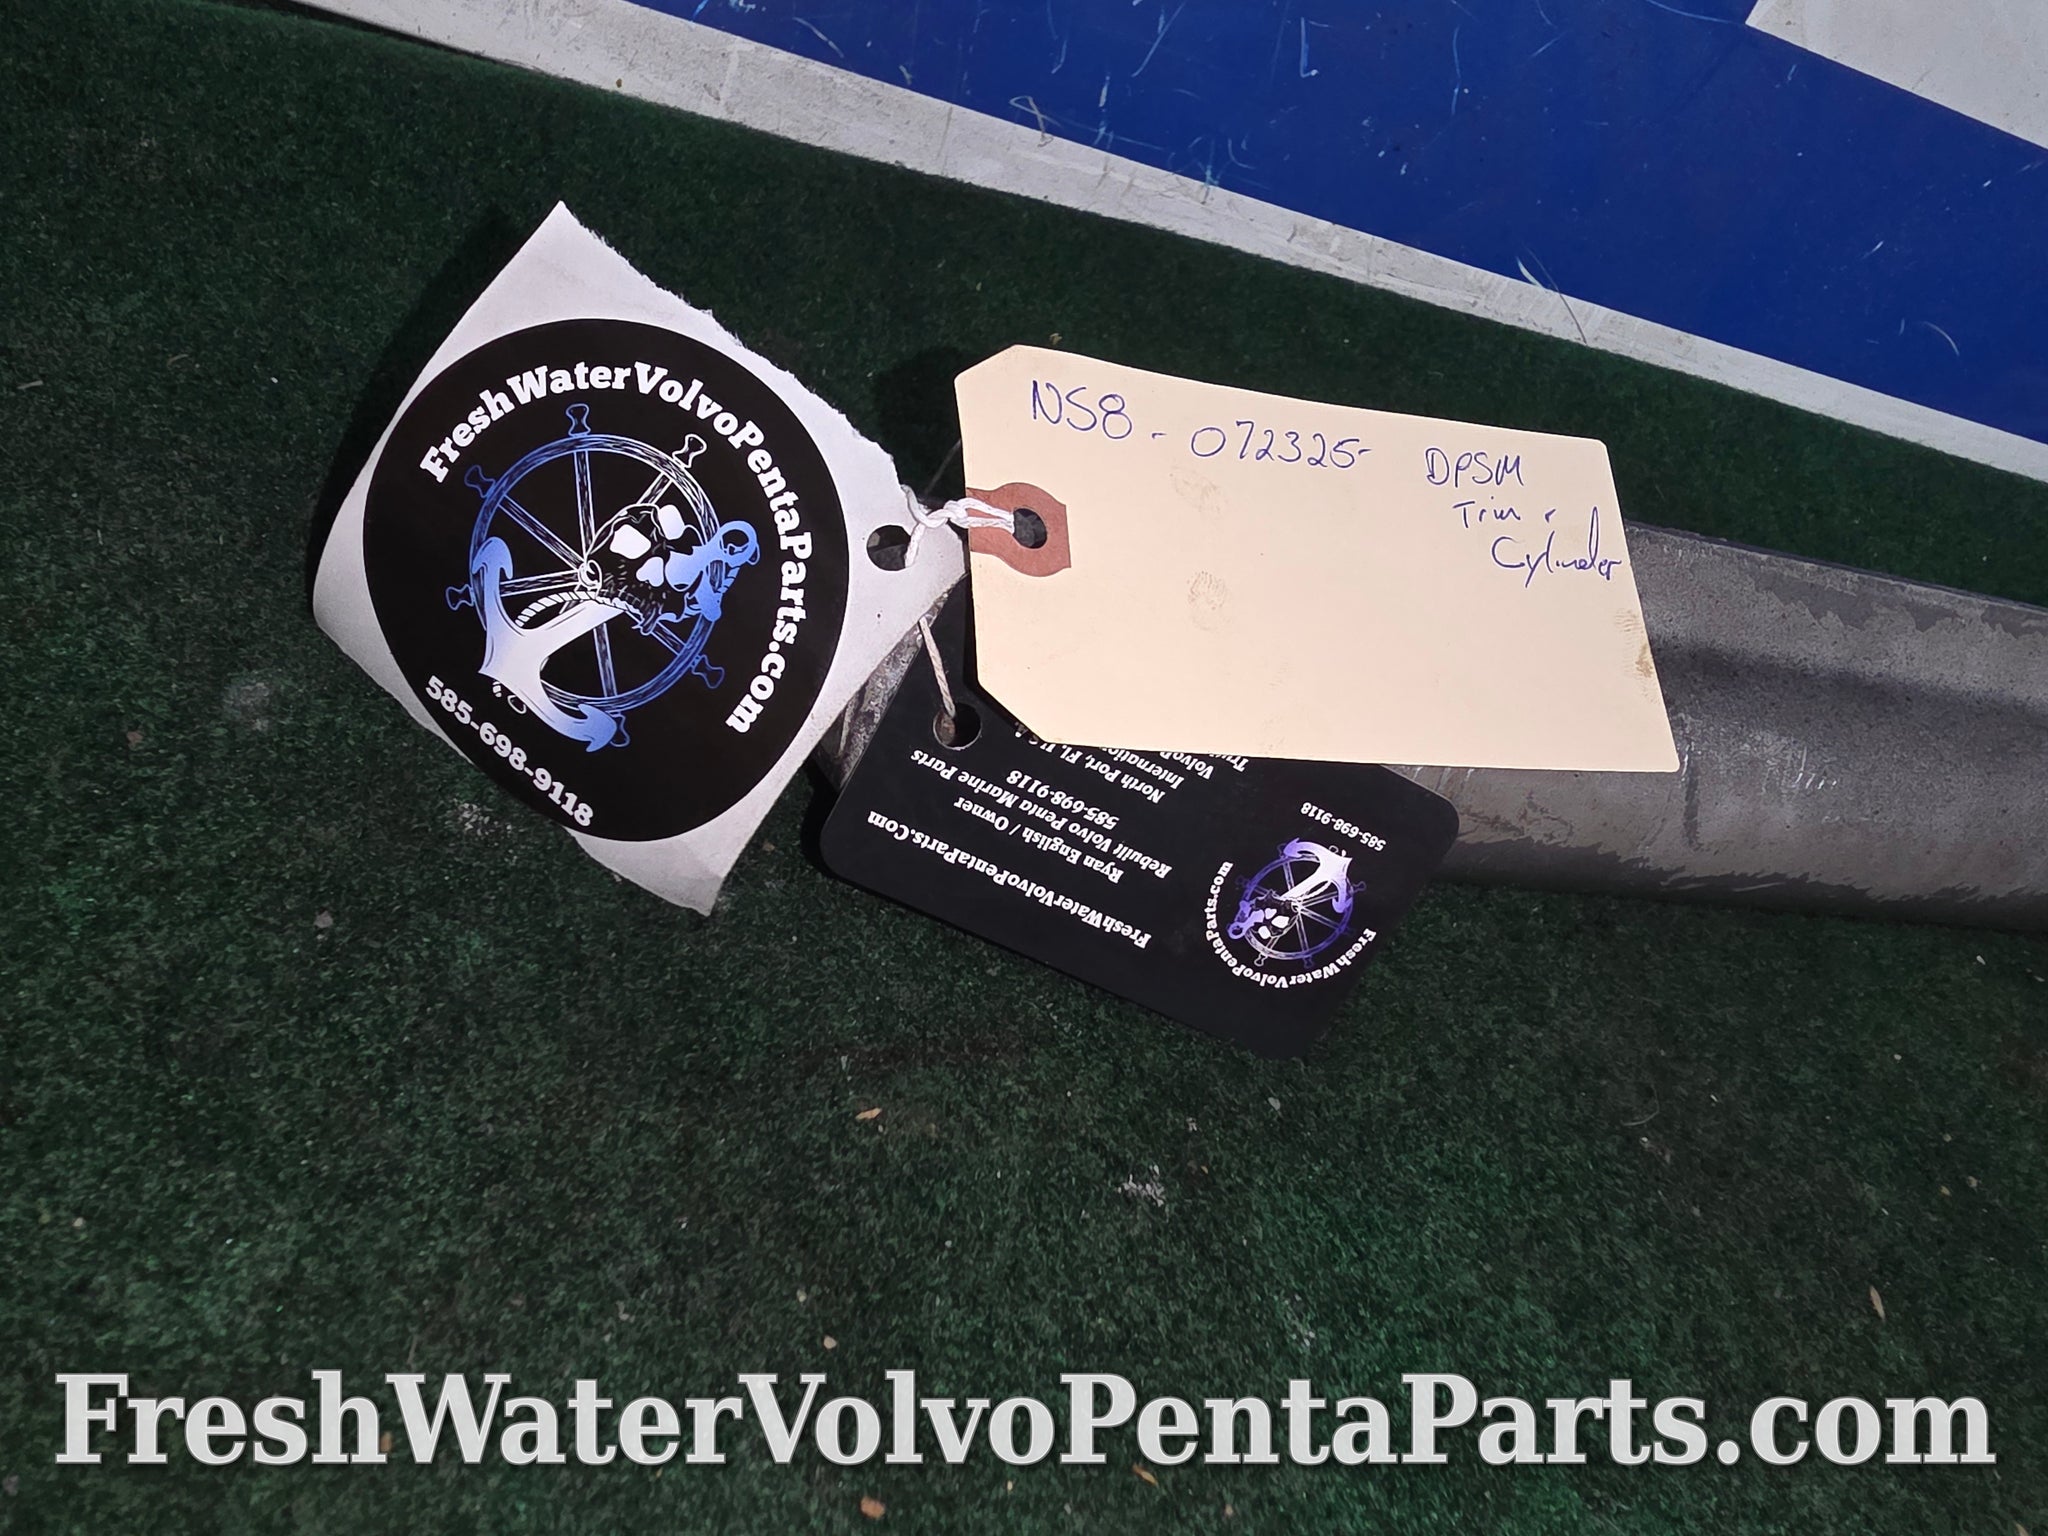 FreshWaterVolvoPentaParts.com
585-698-9118
NS8 - 072325- DPSM
Trim
Cylinder
FreshWaterVolvoPentaParts.Com
Ryan English / Owner
Rebuilt Volvo Penta Marine Parts
585-698-9118
North Port, Fl, USA
FreshWaterVolvoPentaParts.com
585-698-9118
FreshWaterVolvoPentaParts.com